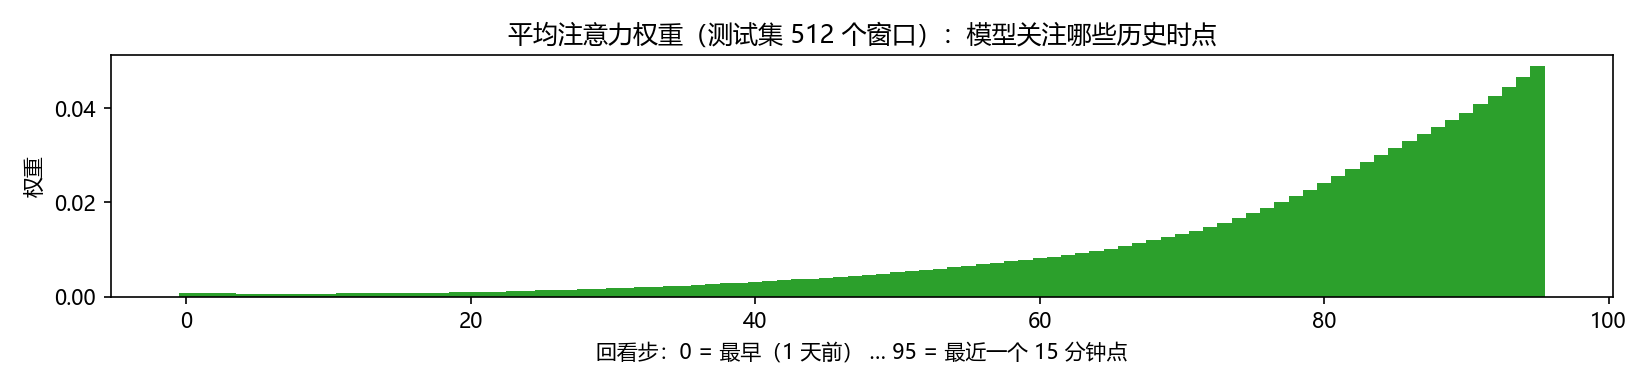 平均注意力权重（测试集 512 个窗口）：模型关注哪些历史时点
权重
0.04
0.02
0.00
0 20 40 60 80 100
回看步：0 = 最早（1 天前） ... 95 = 最近一个 15 分钟点